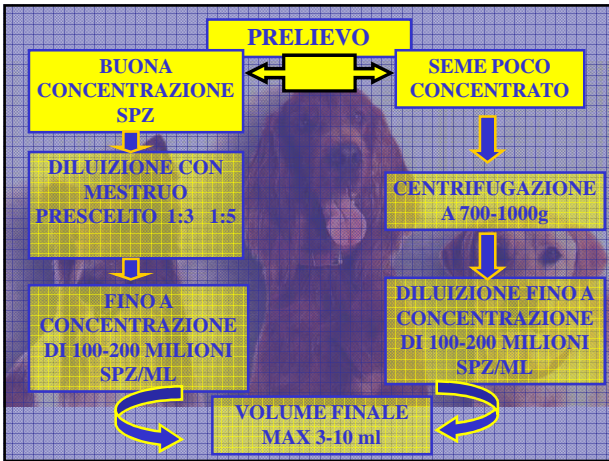 PRELIEVO
BUONA
CONCENTRAZIONE
SPZ
SEME POCO
CONCENTRATO
DILUIZIONE CON
MESTRUO
PRESCELTO 1:3 1:5
CENTRIFUGAZIONE
A 700-1000g
FINO A
CONCENTRAZIONE
DI 100-200 MILIONI
SPZ/ML
DILUIZIONE FINO A
CONCENTRAZIONE
DI 100-200 MILIONI
SPZ/ML
VOLUME FINALE
MAX 3-10 ml